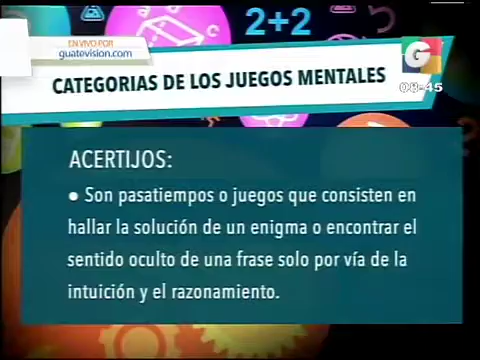 2+2
EN VIVO POR
guatevision.com
G
08:45
CATEGORIAS DE LOS JUEGOS MENTALES
ACERTIJOS:
● Son pasatiempos o juegos que consisten en
hallar la solución de un enigma o encontrar el
sentido oculto de una frase solo por vía de la
intuición y el razonamiento.